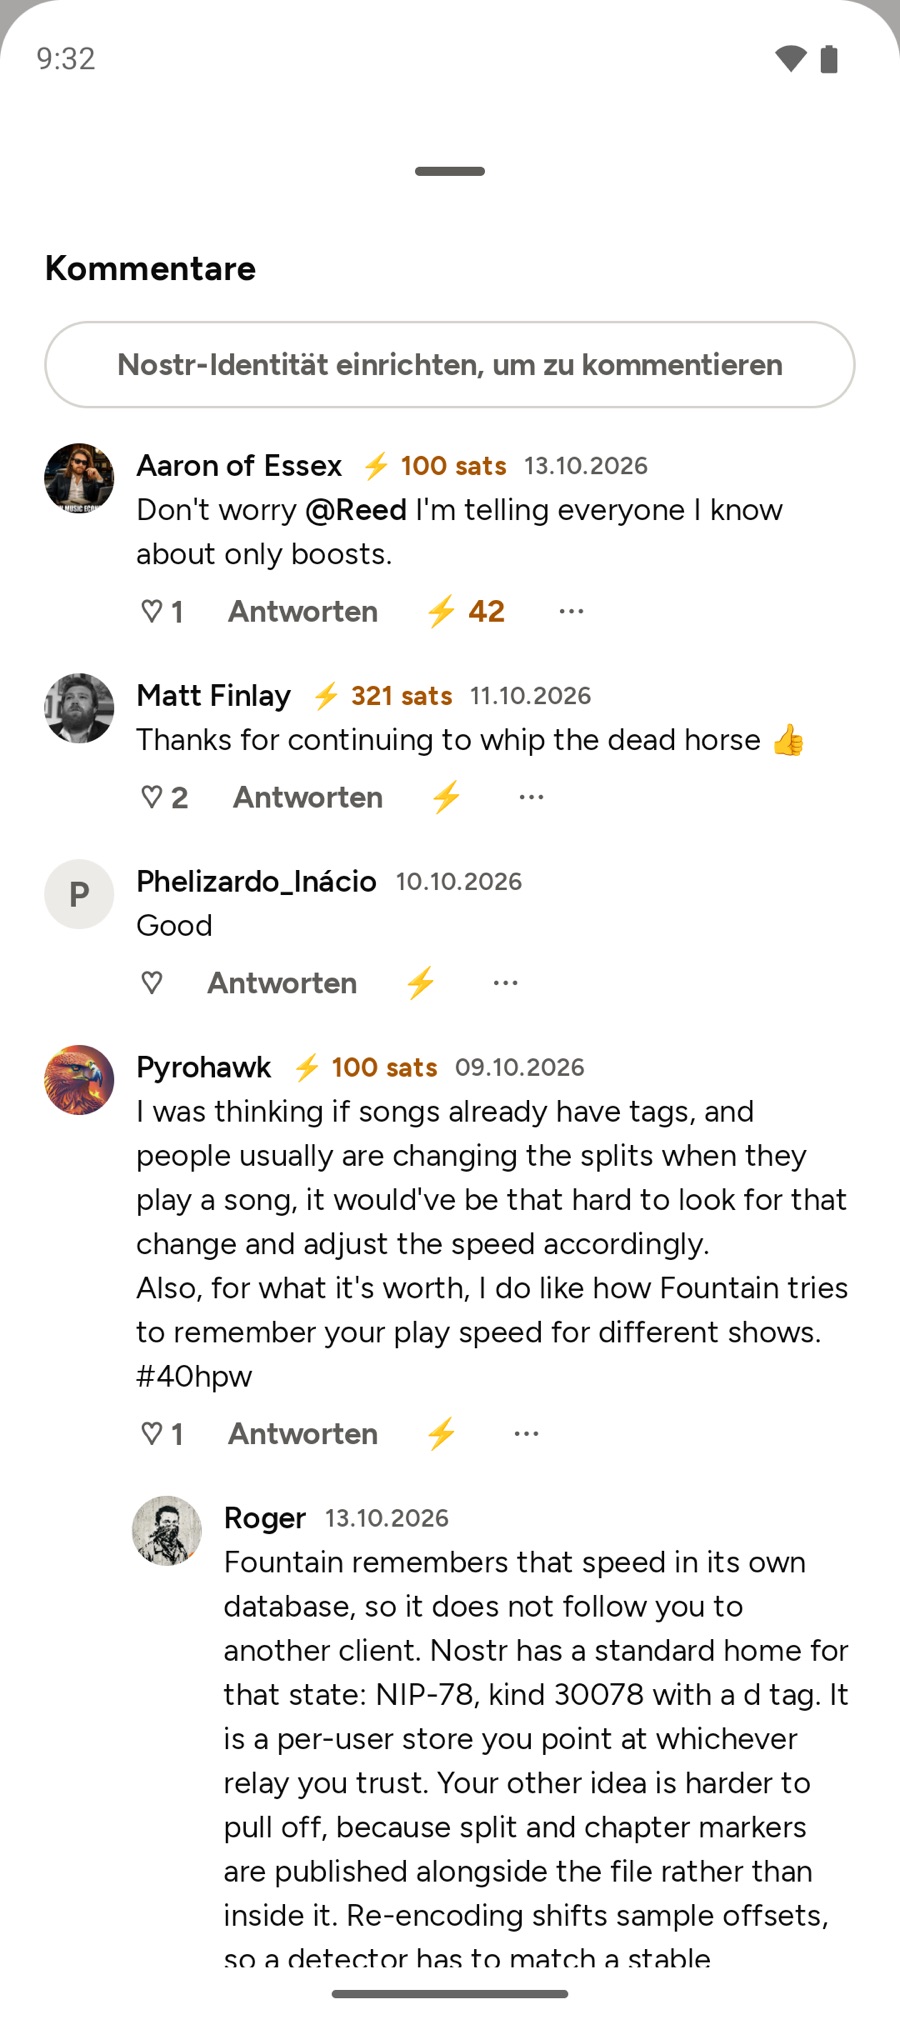 9:32
Kommentare
Nostr-Identität einrichten, um zu kommentieren
Aaron of Essex ⚡ 100 sats 13.10.2026
Don't worry @Reed I'm telling everyone I know
about only boosts.
♡ 1 Antworten ⚡ 42 ···
Matt Finlay ⚡ 321 sats 11.10.2026
Thanks for continuing to whip the dead horse 👍
♡ 2 Antworten ⚡ ···
P
Phelizardo_Inácio 10.10.2026
Good
♡ Antworten ⚡ ···
Pyrohawk ⚡ 100 sats 09.10.2026
I was thinking if songs already have tags, and
people usually are changing the splits when they
play a song, it would've be that hard to look for that
change and adjust the speed accordingly.
Also, for what it's worth, I do like how Fountain tries
to remember your play speed for different shows.
#40hpw
♡ 1 Antworten ⚡ ···
Roger 13.10.2026
Fountain remembers that speed in its own
database, so it does not follow you to
another client. Nostr has a standard home for
that state: NIP-78, kind 30078 with a d tag. It
is a per-user store you point at whichever
relay you trust. Your other idea is harder to
pull off, because split and chapter markers
are published alongside the file rather than
inside it. Re-encoding shifts sample offsets,
so a detector has to match a stable